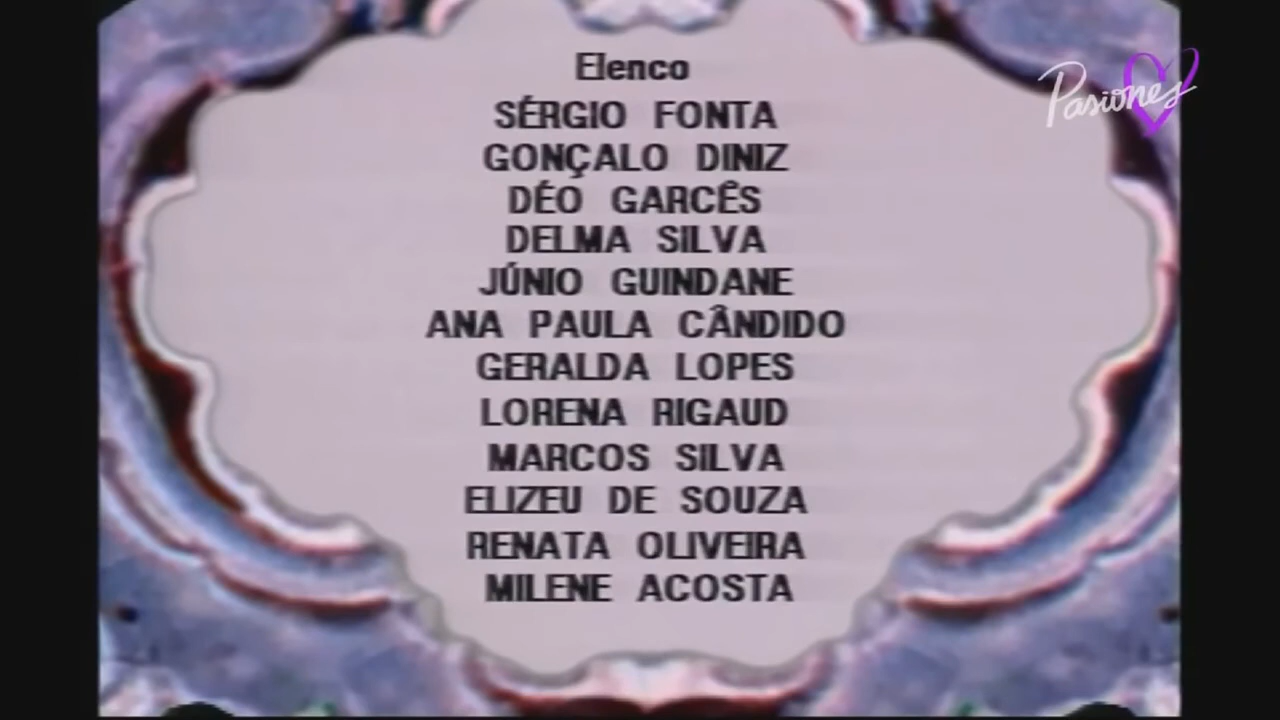 Elenco
Pasiones
SÉRGIO FONTA
GONÇALO DINIZ
DÉO GARCÊS
DELMA SILVA
JÚNIO GUINDANE
ANA PAULA CÂNDIDO
GERALDA LOPES
LORENA RIGAUD
MARCOS SILVA
ELIZEU DE SOUZA
RENATA OLIVEIRA
MILENE ACOSTA